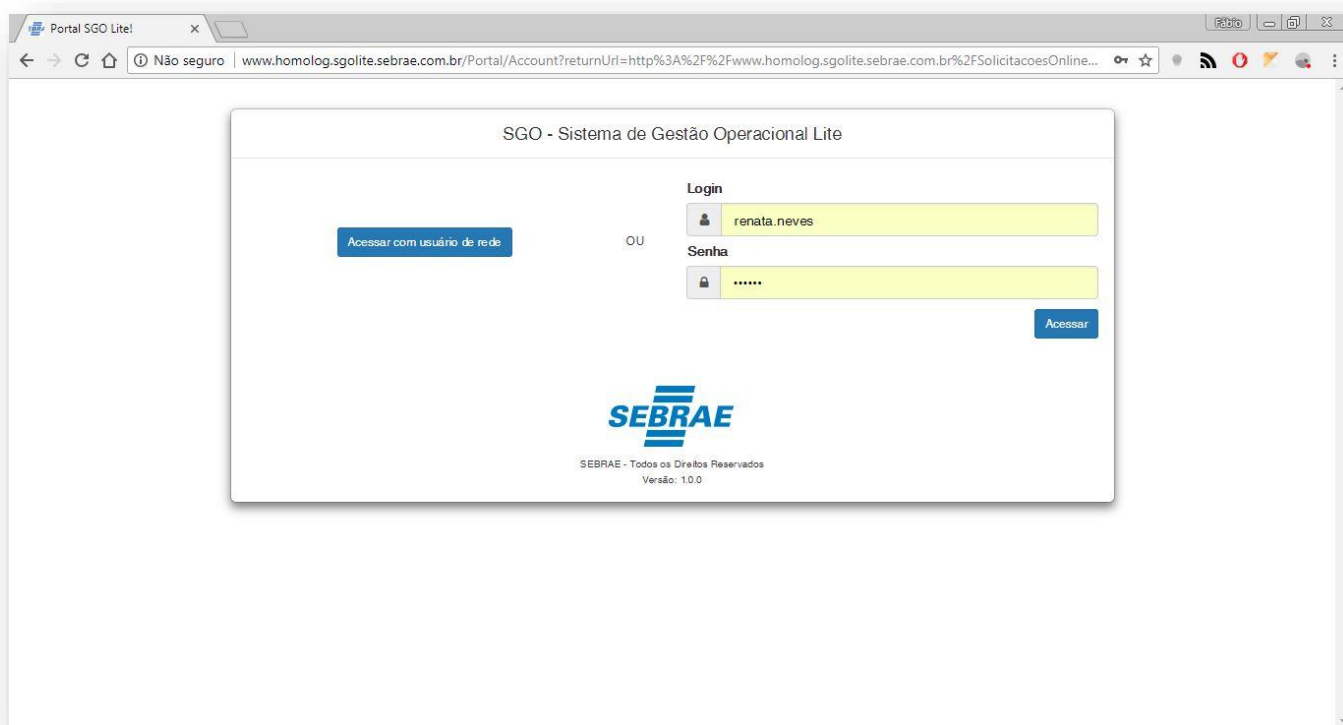 Portal SGO Lite!
Fábio
Não seguro
www.homolog.sgolite.sebrae.com.br/Portal/Account?returnUrl=http%3A%2F%2Fwww.homolog.sgolite.sebrae.com.br%2FSolicitacoesOnline...
SGO - Sistema de Gestão Operacional Lite
Login
renata.neves
Acessar com usuário de rede
OU
Senha
••••••
Acessar
SEBRAE
SEBRAE - Todos os Direitos Reservados
Versão: 1.0.0